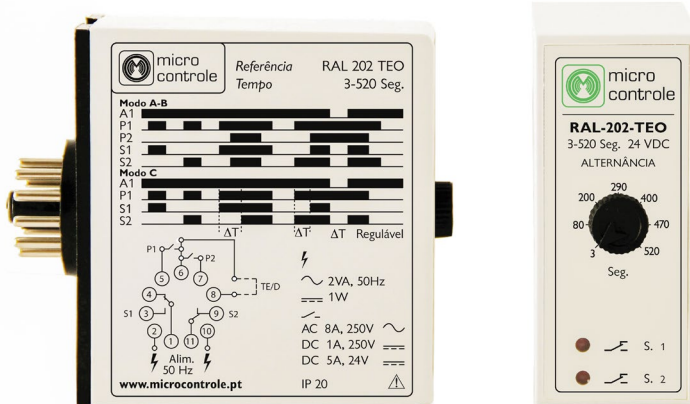 micro
controle
Referência RAL 202 TEO
Tempo 3-520 Seg.
Modo A-B
A1
P1
P2
S1
S2
Modo C
A1
P1
S1
S2
ΔT ΔT ΔT Regulável
P1 P2
5 6 7
TE/D
4 8
S1 3 9 S2
2 1 11 10
Alim.
50 Hz
www.microcontrole.pt
2VA, 50Hz
1W
AC 8A, 250V
DC 1A, 250V
DC 5A, 24V
IP 20
micro
controle
RAL-202-TEO
3-520 Seg. 24 VDC
ALTERNÂNCIA
290
200 400
80 470
3 520
Seg.
S. 1
S. 2